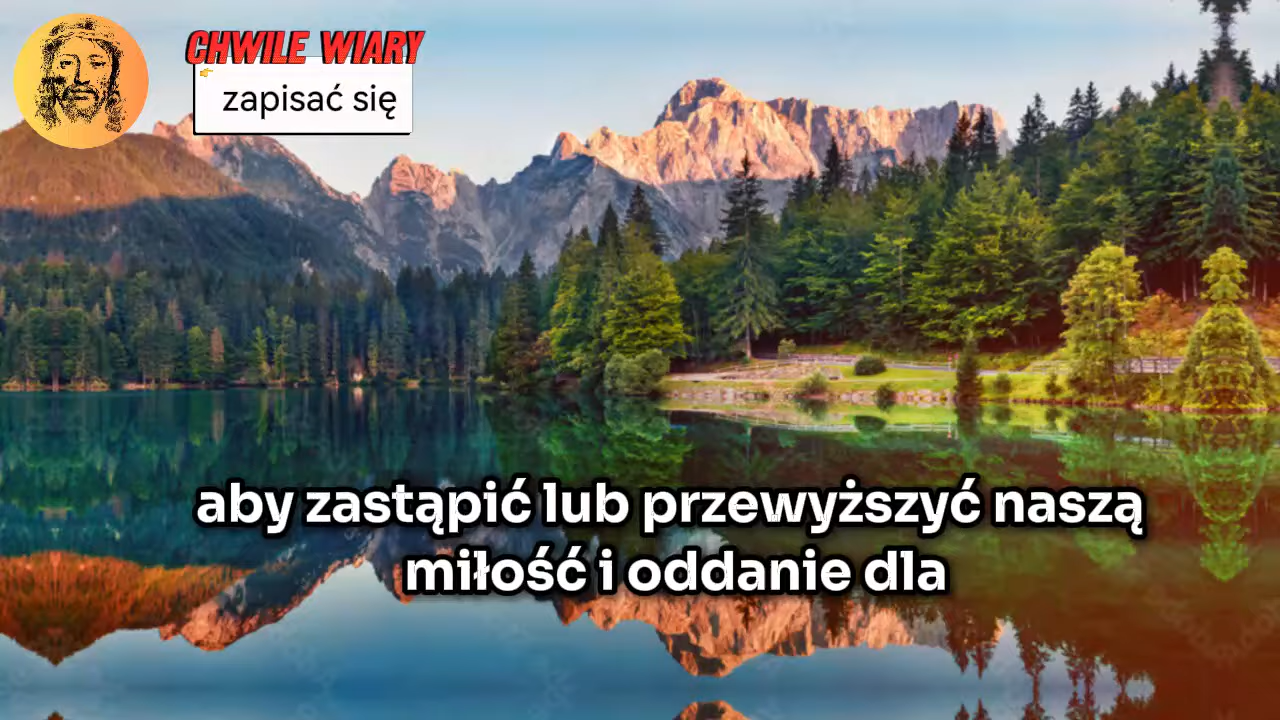 CHWILE WIARY
zapisać się
aby zastąpić lub przewyższyć naszą
miłość i oddanie dla